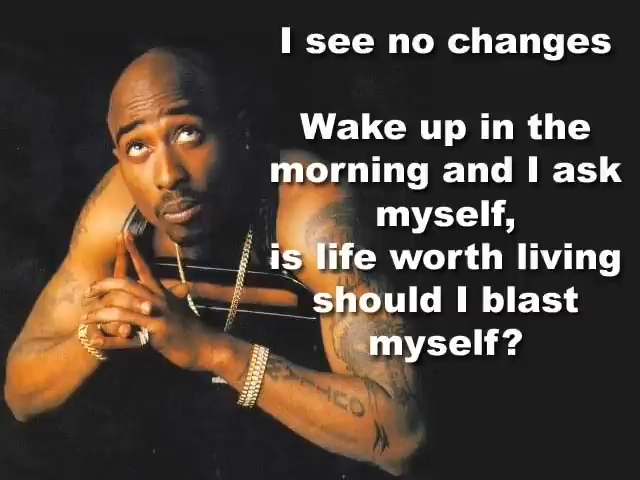 I see no changes
Wake up in the
morning and I ask
myself,
is life worth living
should I blast
myself?